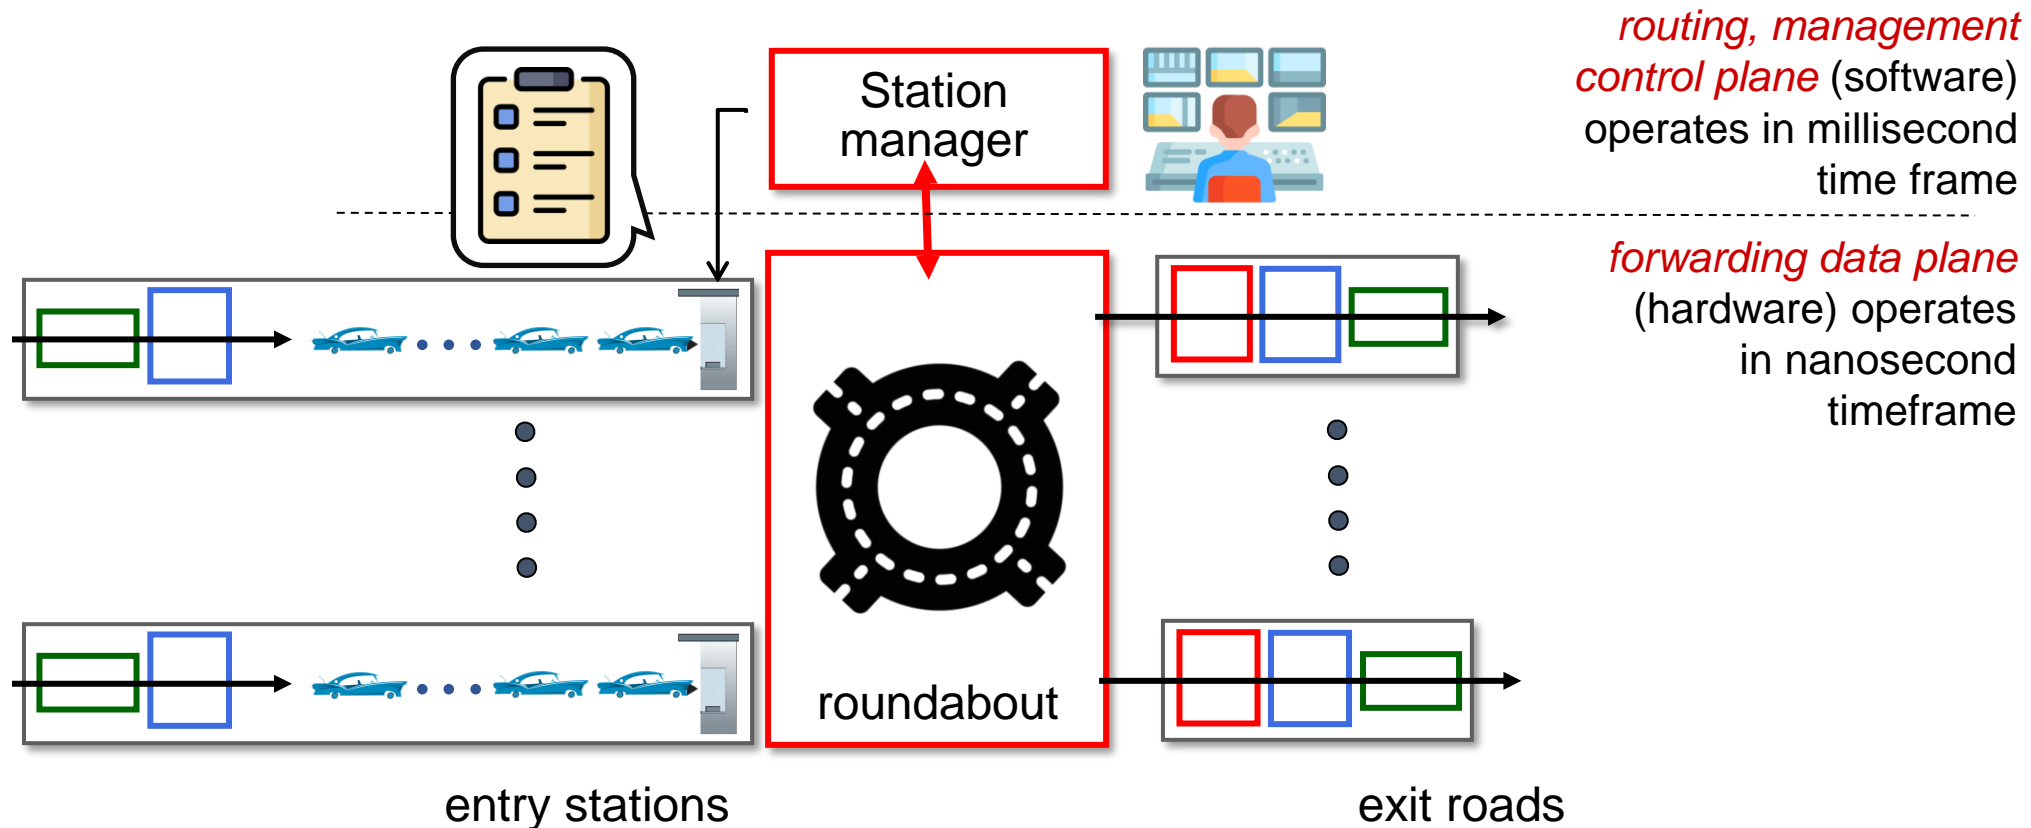 routing, management
control plane (software)
operates in millisecond
time frame
Station
manager
forwarding data plane
(hardware) operates
in nanosecond
timeframe
roundabout
entry stations
exit roads